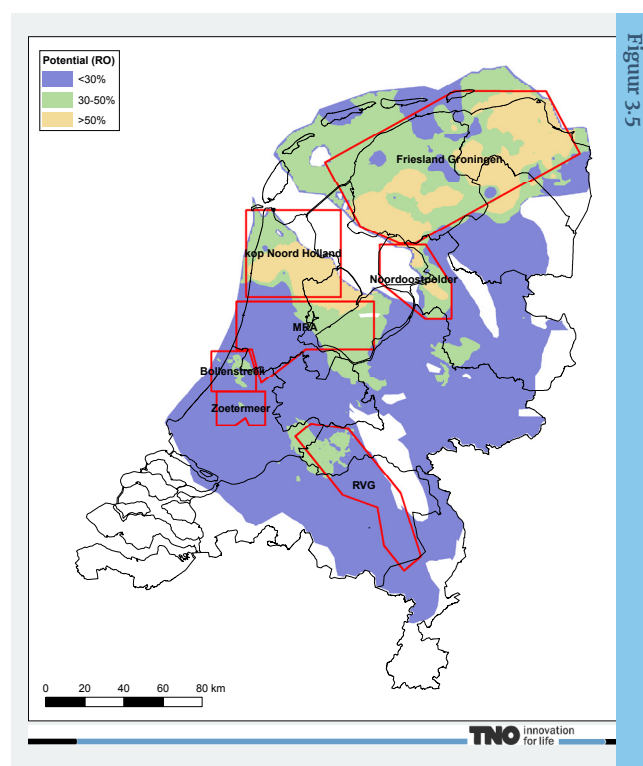 Figuur 3.5
Potential (RO)
<30%
30-50%
>50%
Friesland Groningen
kop Noord Holland
Noordoostpolder
MRA
Bollenstreek
Zoetermeer
RVG
0 20 40 60 80 km
TNO innovation
for life